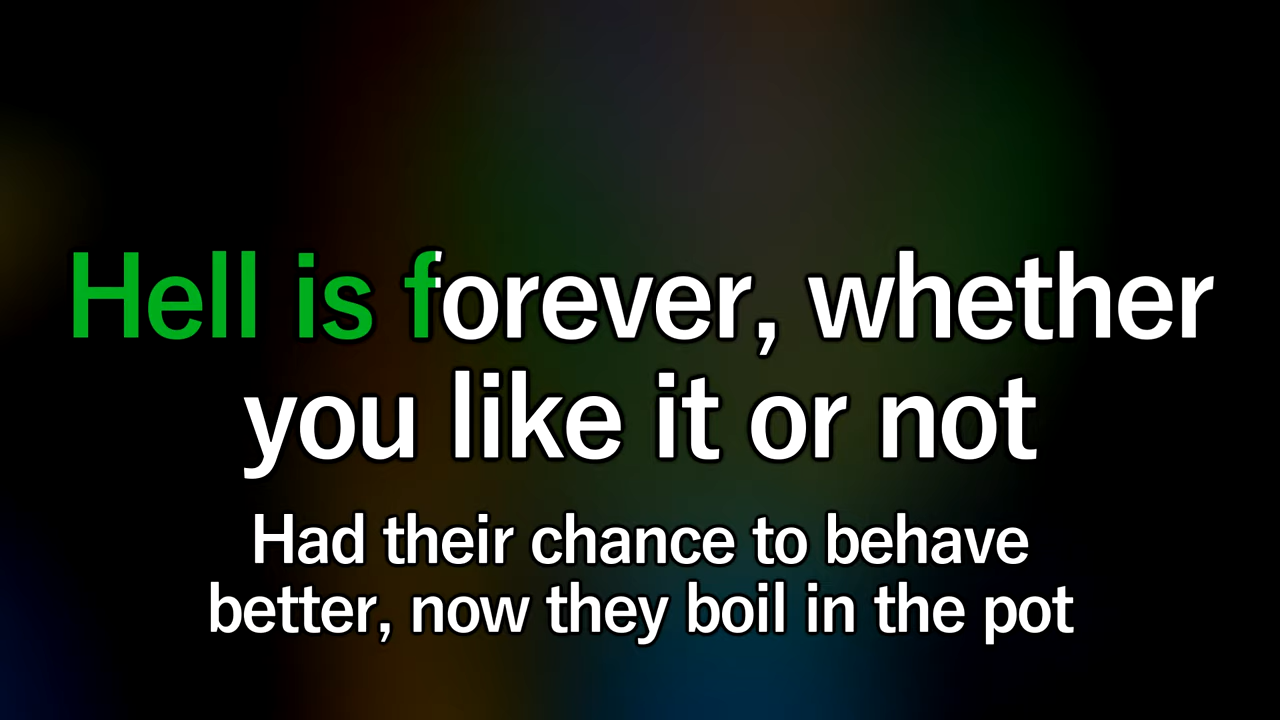 Hell is forever, whether
you like it or not
Had their chance to behave
better, now they boil in the pot